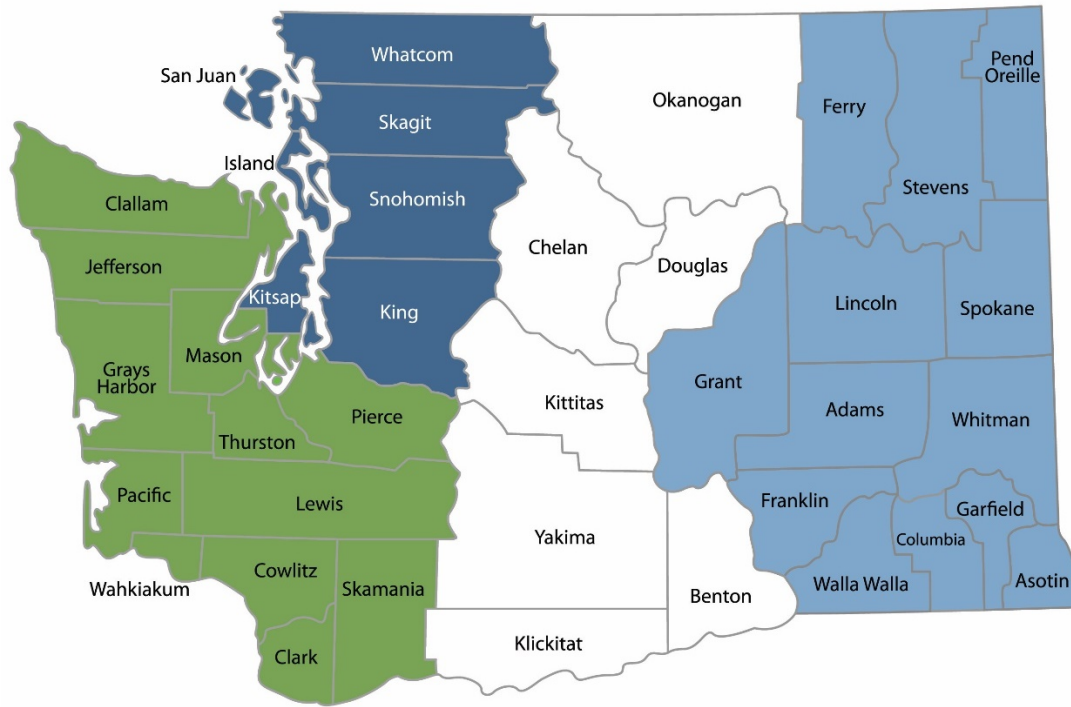 Whatcom
San Juan
Pend
Oreille
Okanogan
Ferry
Skagit
Island
Stevens
Snohomish
Clallam
Chelan
Jefferson
Douglas
Kitsap
Lincoln
Spokane
King
Mason
Grays
Harbor
Grant
Kittitas
Adams
Pierce
Whitman
Thurston
Pacific
Franklin
Lewis
Garfield
Yakima
Columbia
Cowlitz
Wahkiakum
Skamania
Walla Walla
Asotin
Benton
Klickitat
Clark